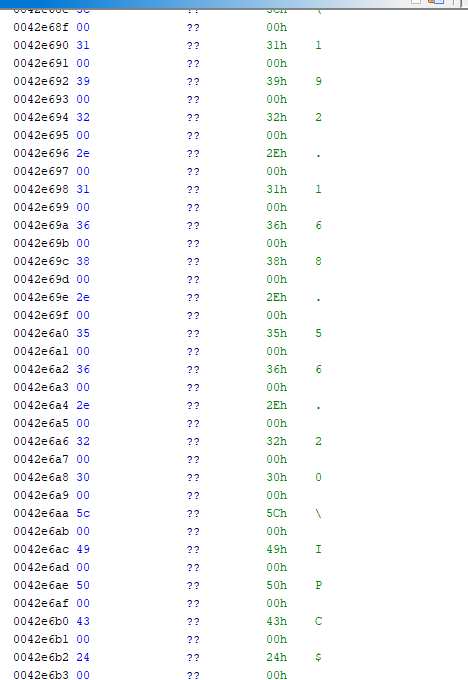 0042e68e 5c ?? 5Ch \
0042e68f 00 ?? 00h
0042e690 31 ?? 31h 1
0042e691 00 ?? 00h
0042e692 39 ?? 39h 9
0042e693 00 ?? 00h
0042e694 32 ?? 32h 2
0042e695 00 ?? 00h
0042e696 2e ?? 2Eh .
0042e697 00 ?? 00h
0042e698 31 ?? 31h 1
0042e699 00 ?? 00h
0042e69a 36 ?? 36h 6
0042e69b 00 ?? 00h
0042e69c 38 ?? 38h 8
0042e69d 00 ?? 00h
0042e69e 2e ?? 2Eh .
0042e69f 00 ?? 00h
0042e6a0 35 ?? 35h 5
0042e6a1 00 ?? 00h
0042e6a2 36 ?? 36h 6
0042e6a3 00 ?? 00h
0042e6a4 2e ?? 2Eh .
0042e6a5 00 ?? 00h
0042e6a6 32 ?? 32h 2
0042e6a7 00 ?? 00h
0042e6a8 30 ?? 30h 0
0042e6a9 00 ?? 00h
0042e6aa 5c ?? 5Ch \
0042e6ab 00 ?? 00h
0042e6ac 49 ?? 49h I
0042e6ad 00 ?? 00h
0042e6ae 50 ?? 50h P
0042e6af 00 ?? 00h
0042e6b0 43 ?? 43h C
0042e6b1 00 ?? 00h
0042e6b2 24 ?? 24h $
0042e6b3 00 ?? 00h